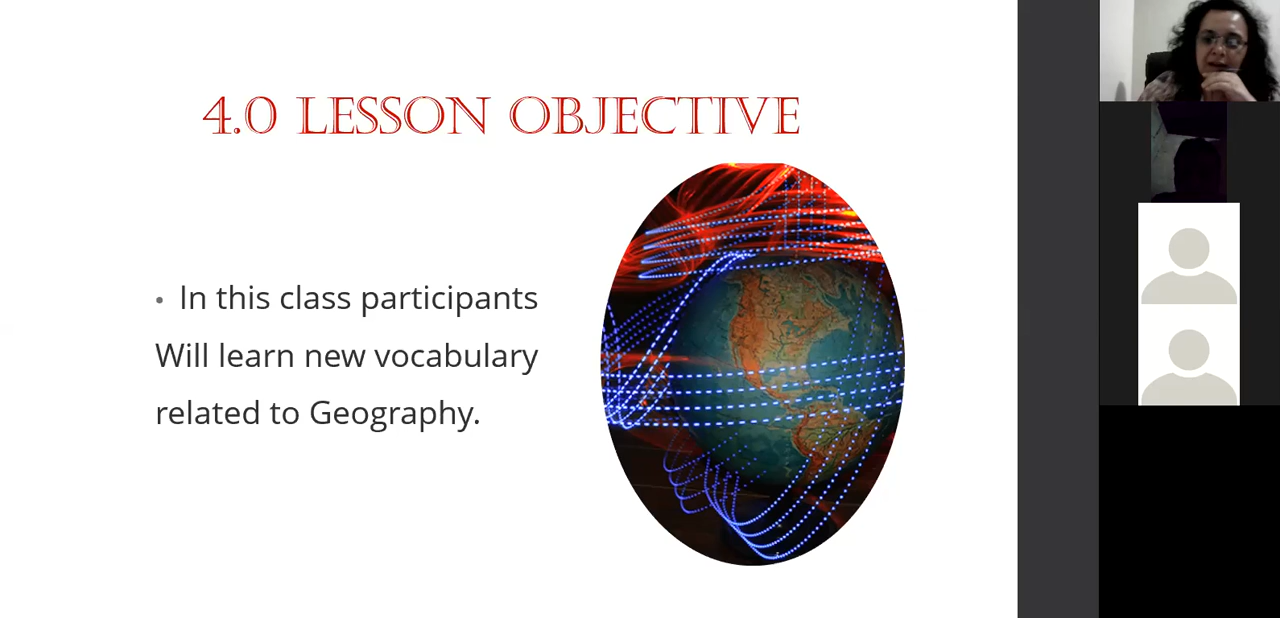 4.0 LESSON OBJECTIVE
• In this class participants
Will learn new vocabulary
related to Geography.